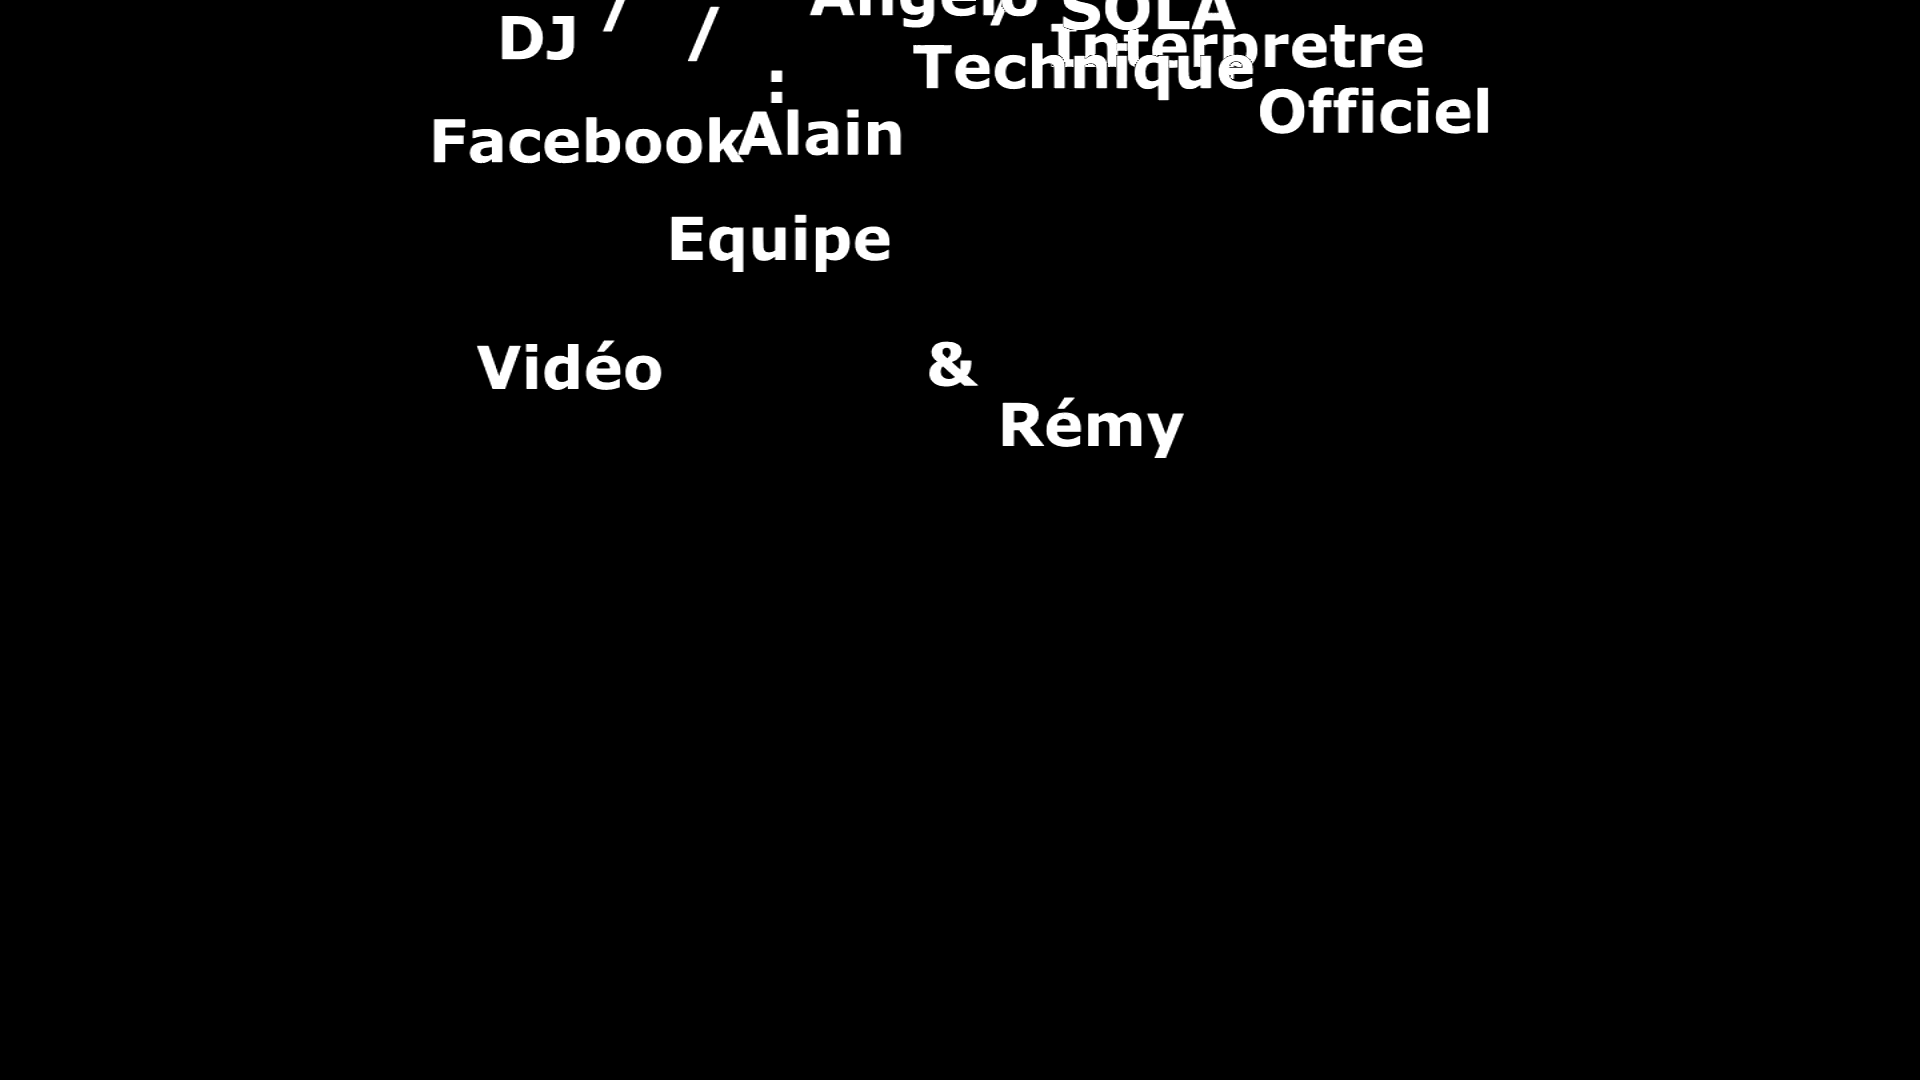 Angelo / SOLA
DJ / / Interpretre
: Technique
Officiel
Facebook Alain
Equipe
Vidéo &
Rémy